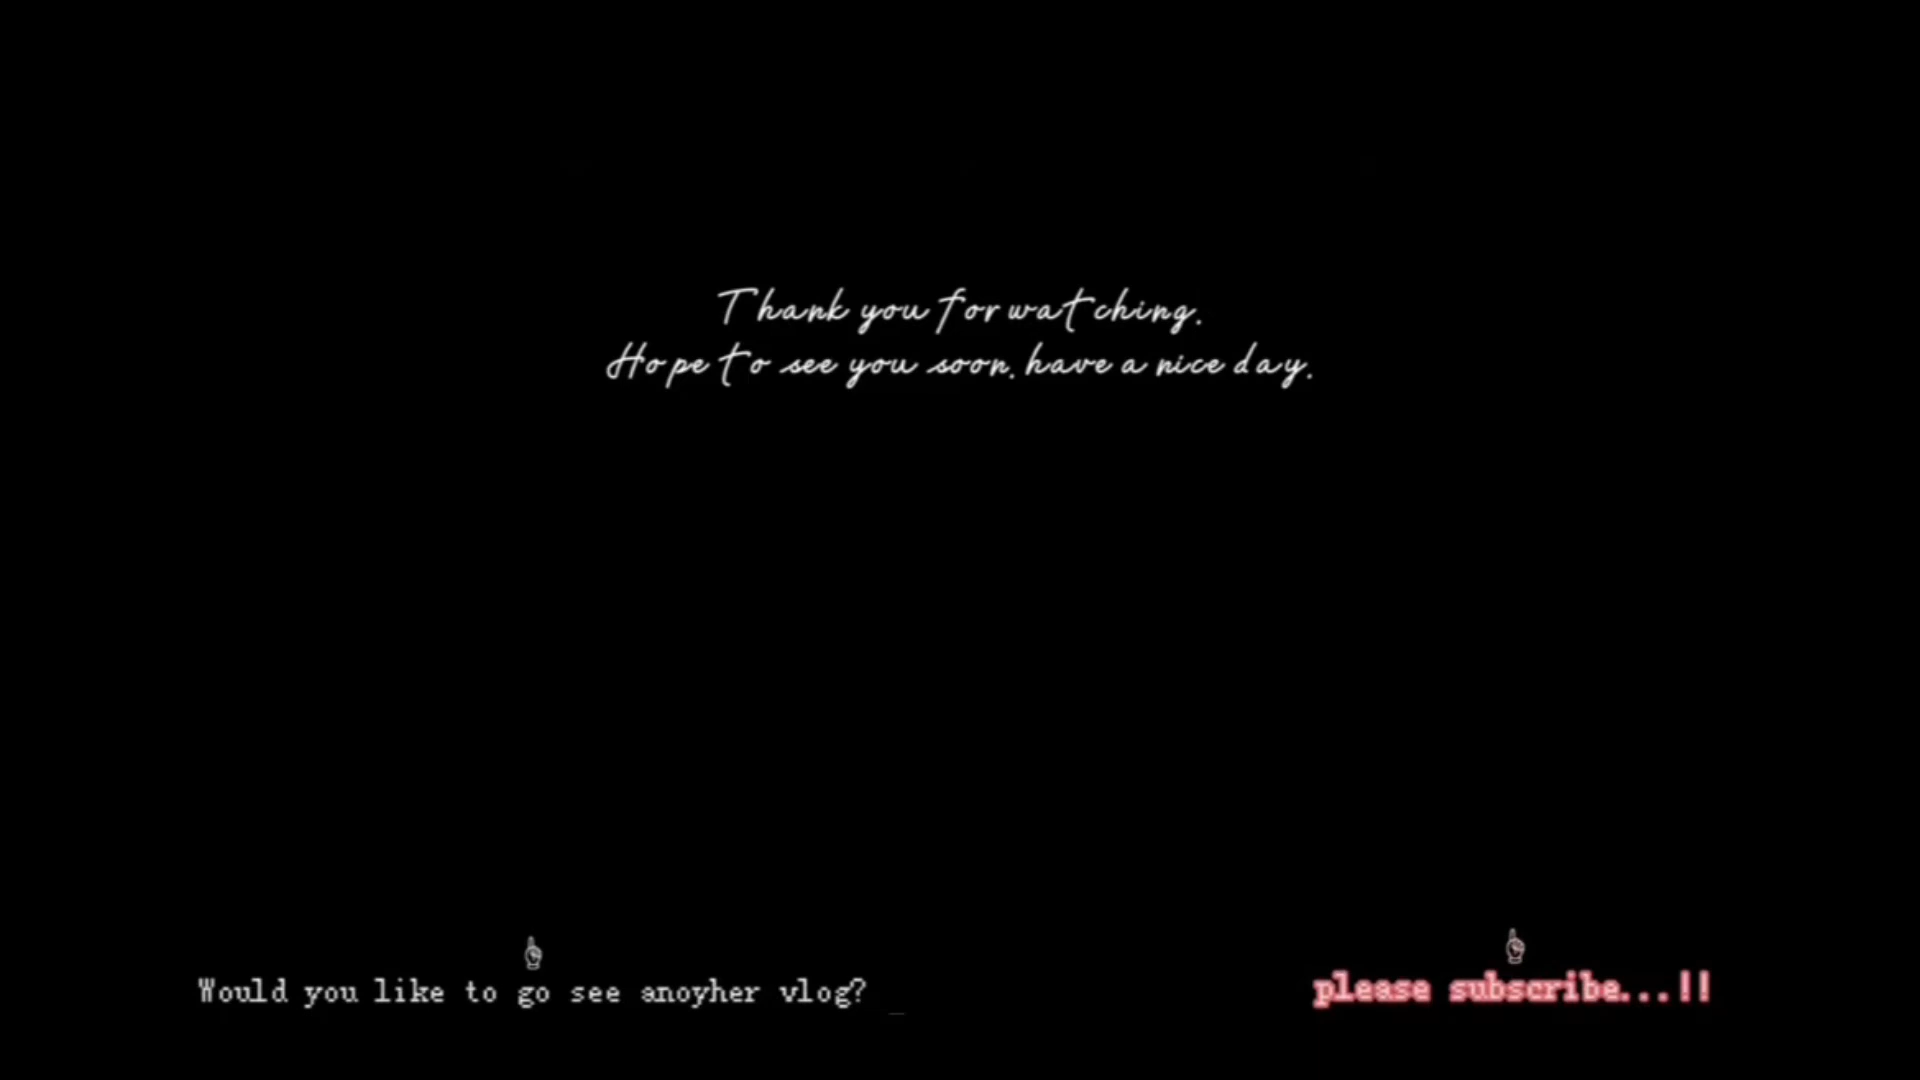 Thank you for watching.
Hope to see you soon. have a nice day.
Would you like to go see anoyher vlog? _
please subscribe...!!